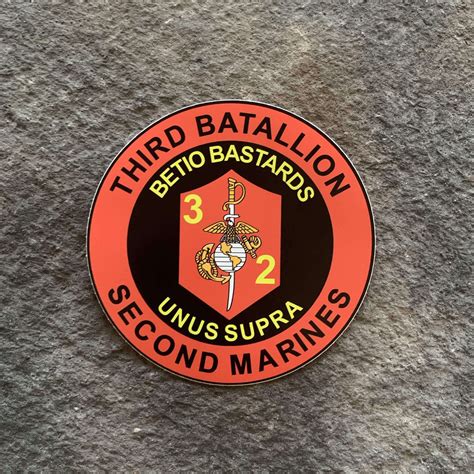 THIRD BATALLION
BETIO BASTARDS
3
2
UNUS SUPRA
SECOND MARINES